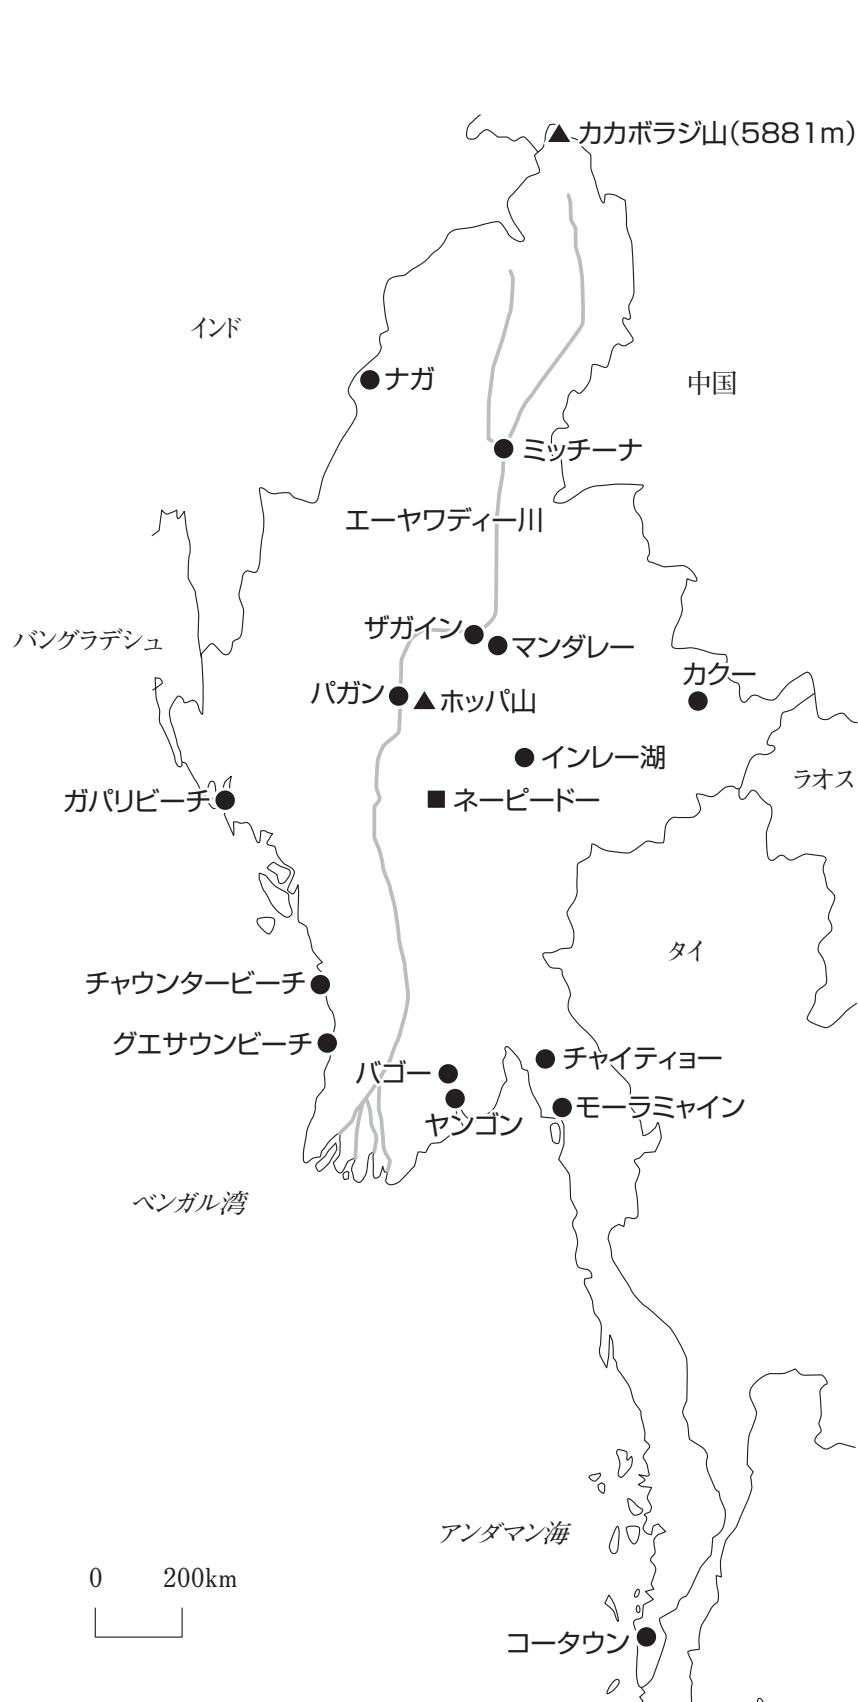 カカボラジ山(5881m)
インド
ナガ
中国
ミッチーナ
エーヤワディー川
ザガイン
マンダレー
バングラデシュ
カクー
パガン
ホッパ山
インレー湖
ラオス
ガパリビーチ
ネーピードー
タイ
チャウンタービーチ
グエサウンビーチ
チャイティョー
バゴー
モーラミャイン
ヤンゴン
ベンガル湾
アンダマン海
0 200km
コータウン